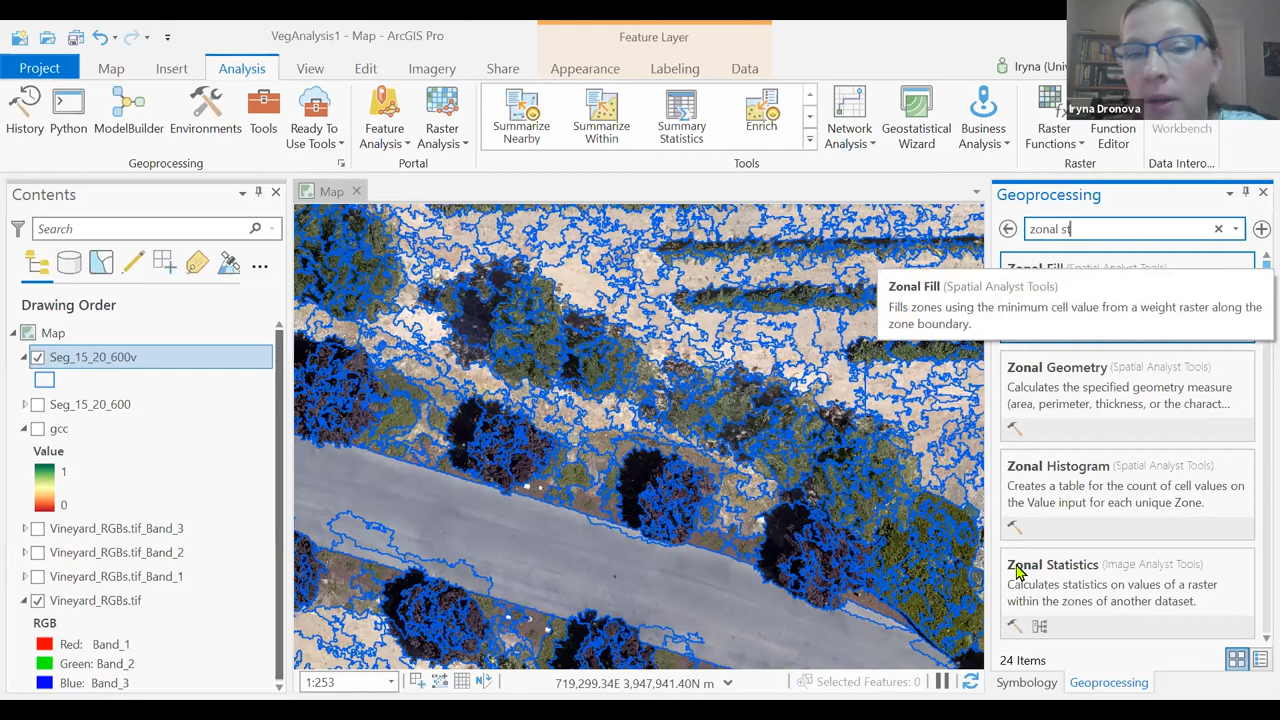 VegAnalysis1 - Map - ArcGIS Pro
Feature Layer
Project
Map
Insert
Analysis
View
Edit
Imagery
Share
Appearance
Labeling
Data
Iryna (Uni
Iryna Dronova
History
Python
ModelBuilder
Environments
Tools
Ready To Use Tools
Feature Analysis
Raster Analysis
Summarize Nearby
Summarize Within
Summary Statistics
Enrich
Network Analysis
Geostatistical Wizard
Business Analysis
Raster Functions
Function Editor
Workbench
Geoprocessing
Portal
Tools
Raster
Data Intero...
Contents
Search
Drawing Order
Map
Seg_15_20_600v
Seg_15_20_600
gcc
Value
1
0
Vineyard_RGBs.tif_Band_3
Vineyard_RGBs.tif_Band_2
Vineyard_RGBs.tif_Band_1
Vineyard_RGBs.tif
RGB
Red: Band_1
Green: Band_2
Blue: Band_3
Map
1:253
719,299.34E 3,947,941.40N m
Selected Features: 0
Geoprocessing
zonal st
Zonal Fill (Spatial Analyst Tools)
Zonal Fill (Spatial Analyst Tools)
Fills zones using the minimum cell value from a weight raster along the
zone boundary.
Zonal Geometry (Spatial Analyst Tools)
Calculates the specified geometry measure
(area, perimeter, thickness, or the charact...
Zonal Histogram (Spatial Analyst Tools)
Creates a table for the count of cell values on
the Value input for each unique Zone.
Zonal Statistics (Image Analyst Tools)
Calculates statistics on values of a raster
within the zones of another dataset.
24 Items
Symbology
Geoprocessing